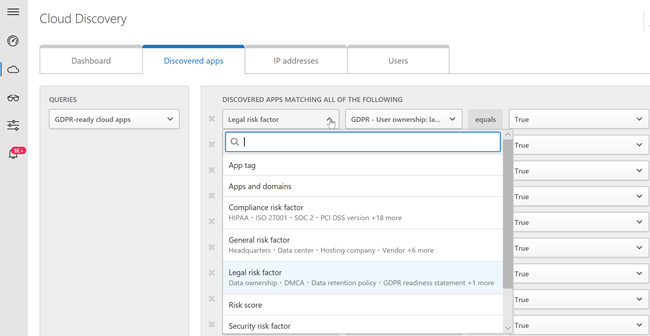 Cloud Discovery
Dashboard
Discovered apps
IP addresses
Users
QUERIES
GDPR-ready cloud apps
DISCOVERED APPS MATCHING ALL OF THE FOLLOWING
Legal risk factor
GDPR - User ownership: la...
equals
True
App tag
True
Apps and domains
True
Compliance risk factor
HIPAA • ISO 27001 • SOC 2 • PCI DSS version +18 more
True
General risk factor
Headquarters • Data center • Hosting company • Vendor +6 more
True
True
Legal risk factor
Data ownership • DMCA • Data retention policy • GDPR readiness statement +1 more
True
Risk score
True
Security risk factor
True
1K+